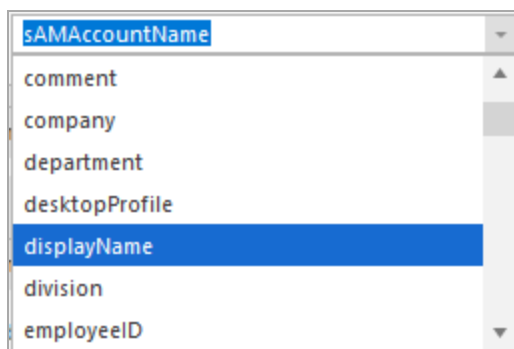 sAMAccountName
comment
company
department
desktopProfile
displayName
division
employeeID